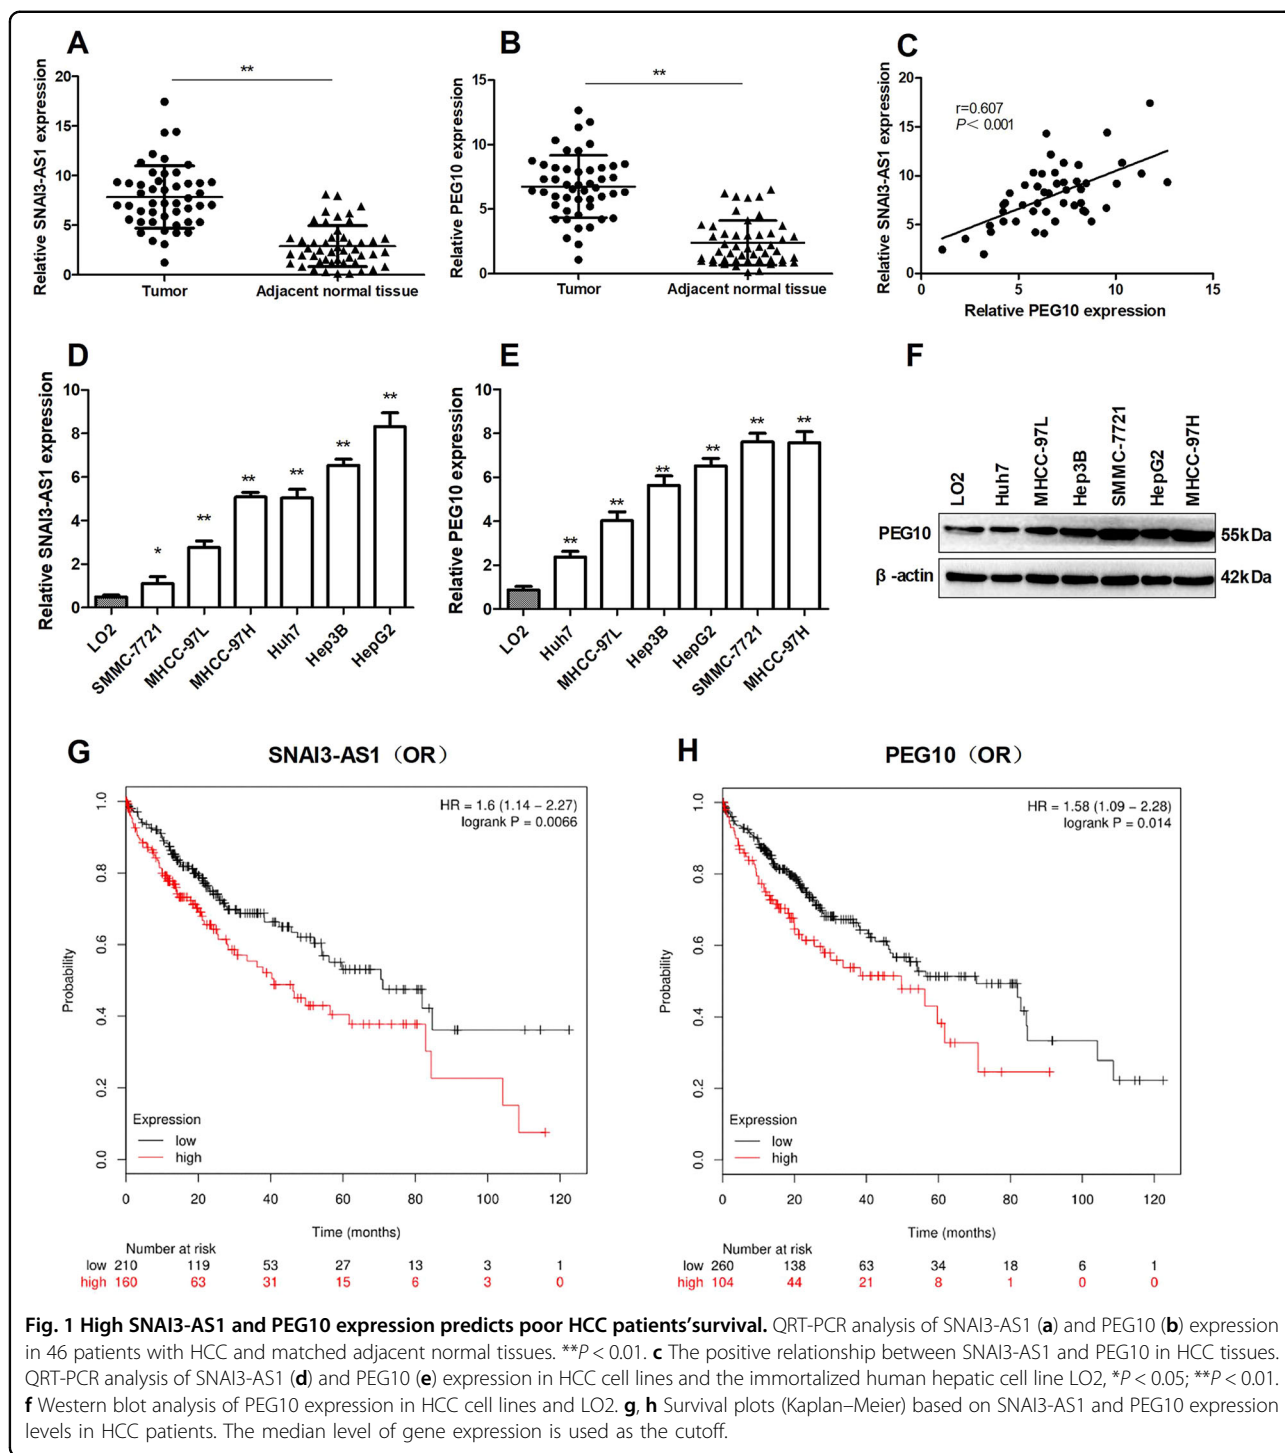 A
Relative SNAI3-AS1 expression
20
15
10
5
0
**
Tumor
Adjacent normal tissue
B
Relative PEG10 expression
15
10
5
0
**
Tumor
Adjacent normal tissue
C
Relative SNAI3-AS1 expression
20
15
10
5
0
r=0.607
P< 0.001
0
5
10
15
Relative PEG10 expression
D
Relative SNAI3-AS1 expression
10
8
6
4
2
0
*
**
**
**
**
**
LO2
SMMC-7721
MHCC-97L
MHCC-97H
Huh7
Hep3B
HepG2
E
Relative PEG10 expression
10
8
6
4
2
0
**
**
**
**
**
**
LO2
Huh7
MHCC-97L
Hep3B
HepG2
SMMC-7721
MHCC-97H
F
LO2
Huh7
MHCC-97L
Hep3B
SMMC-7721
HepG2
MHCC-97H
PEG10
55kDa
β -actin
42kDa
G
SNAI3-AS1（OR）
HR = 1.6 (1.14 − 2.27)
logrank P = 0.0066
Probability
1.0
0.8
0.6
0.4
0.2
0.0
Expression
low
high
0 20 40 60 80 100 120
Time (months)
Number at risk
low 210 119 53 27 13 3 1
high 160 63 31 15 6 3 0
H
PEG10（OR）
HR = 1.58 (1.09 − 2.28)
logrank P = 0.014
Probability
1.0
0.8
0.6
0.4
0.2
0.0
Expression
low
high
0 20 40 60 80 100 120
Time (months)
Number at risk
low 260 138 63 34 18 6 1
high 104 44 21 8 1 0 0
Fig. 1 High SNAI3-AS1 and PEG10 expression predicts poor HCC patients'survival. QRT-PCR analysis of SNAI3-AS1 (a) and PEG10 (b) expression
in 46 patients with HCC and matched adjacent normal tissues. **P < 0.01. c The positive relationship between SNAI3-AS1 and PEG10 in HCC tissues.
QRT-PCR analysis of SNAI3-AS1 (d) and PEG10 (e) expression in HCC cell lines and the immortalized human hepatic cell line LO2, *P < 0.05; **P < 0.01.
f Western blot analysis of PEG10 expression in HCC cell lines and LO2. g, h Survival plots (Kaplan–Meier) based on SNAI3-AS1 and PEG10 expression
levels in HCC patients. The median level of gene expression is used as the cutoff.